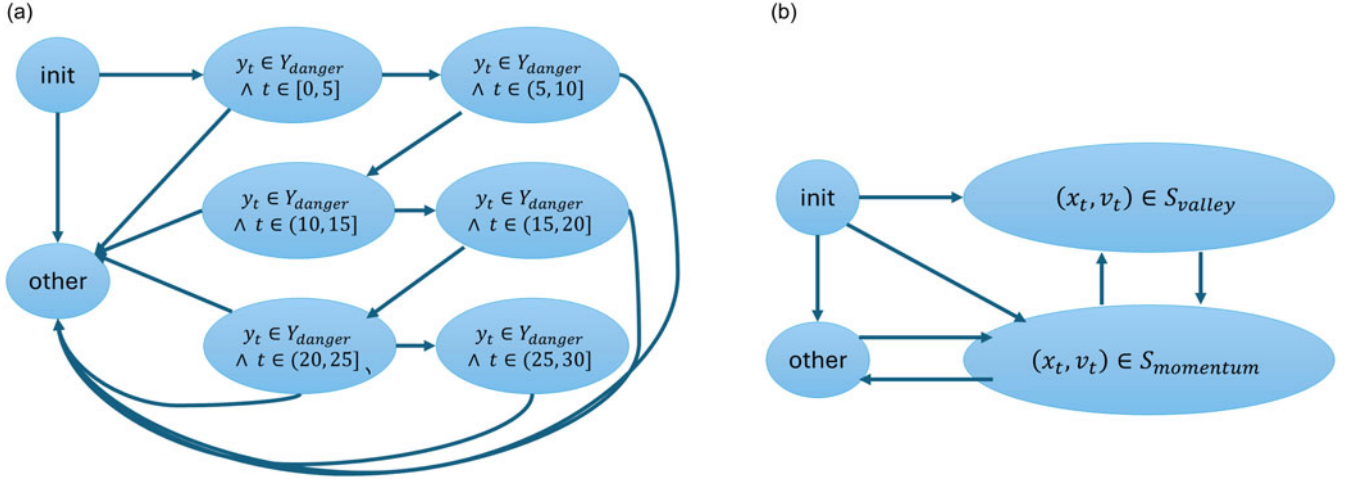 (a)
init
y_t ∈ Y_danger
∧ t ∈ [0, 5]
y_t ∈ Y_danger
∧ t ∈ (5, 10]
y_t ∈ Y_danger
∧ t ∈ (10, 15]
y_t ∈ Y_danger
∧ t ∈ (15, 20]
other
y_t ∈ Y_danger
∧ t ∈ (20, 25]、
y_t ∈ Y_danger
∧ t ∈ (25, 30]
(b)
init
(x_t, v_t) ∈ S_valley
other
(x_t, v_t) ∈ S_momentum